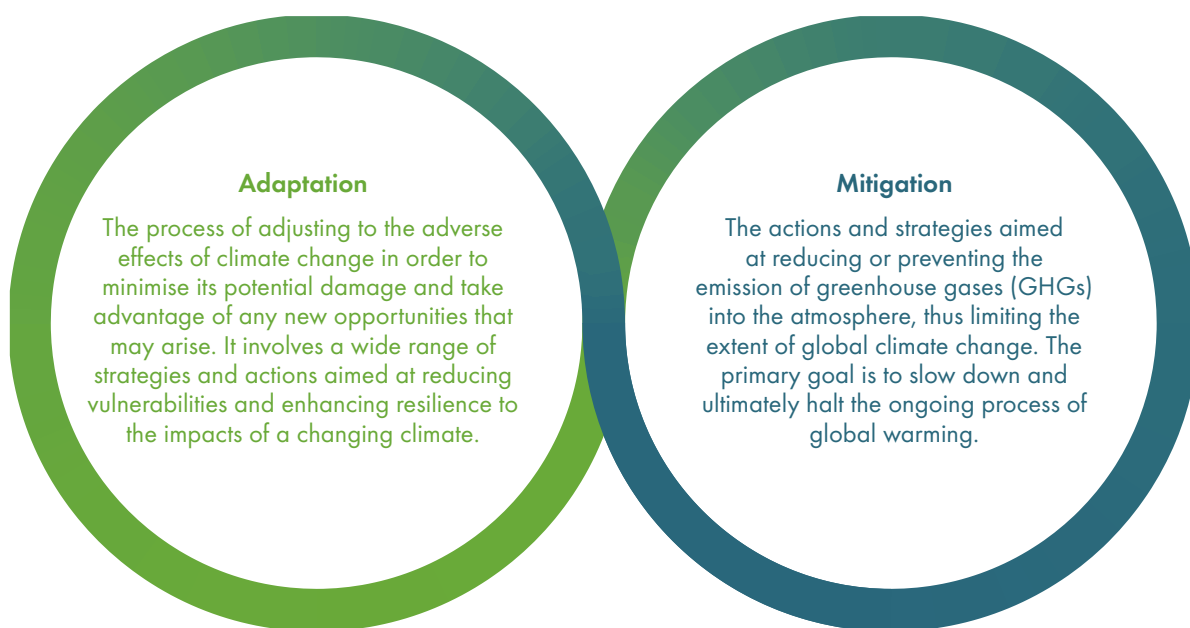 Adaptation
The process of adjusting to the adverse
effects of climate change in order to
minimise its potential damage and take
advantage of any new opportunities that
may arise. It involves a wide range of
strategies and actions aimed at reducing
vulnerabilities and enhancing resilience to
the impacts of a changing climate.
Mitigation
The actions and strategies aimed
at reducing or preventing the
emission of greenhouse gases (GHGs)
into the atmosphere, thus limiting the
extent of global climate change. The
primary goal is to slow down and
ultimately halt the ongoing process of
global warming.